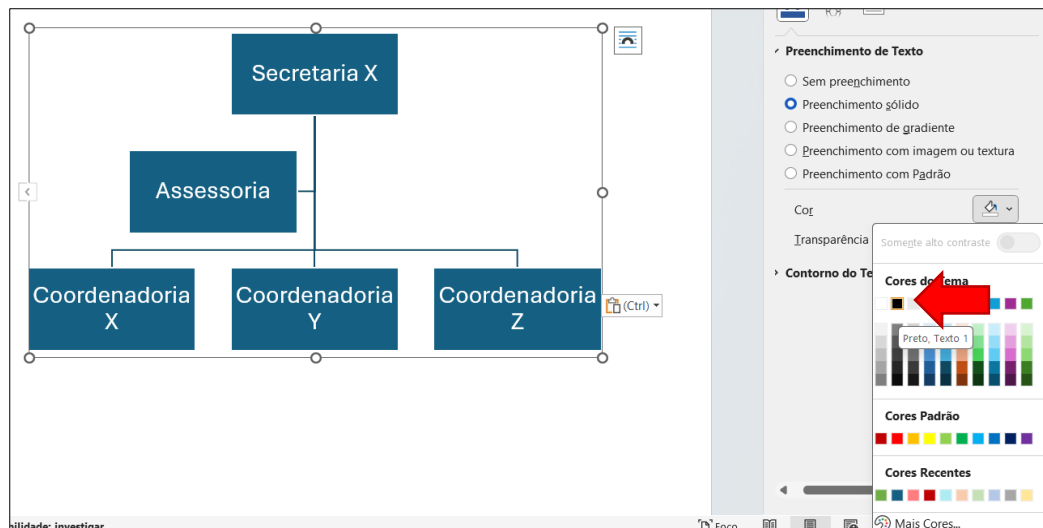 Secretaria X
Assessoria
Coordenadoria
X
Coordenadoria
Y
Coordenadoria
Z
(Ctrl)
Preenchimento de Texto
Sem preenchimento
Preenchimento sólido
Preenchimento de gradiente
Preenchimento com imagem ou textura
Preenchimento com Padrão
Cor
Transparência
Somente alto contraste
Contorno do Te
Cores do Tema
Preto, Texto 1
Cores Padrão
Cores Recentes
Mais Cores...
bilidade: investigar
Foco